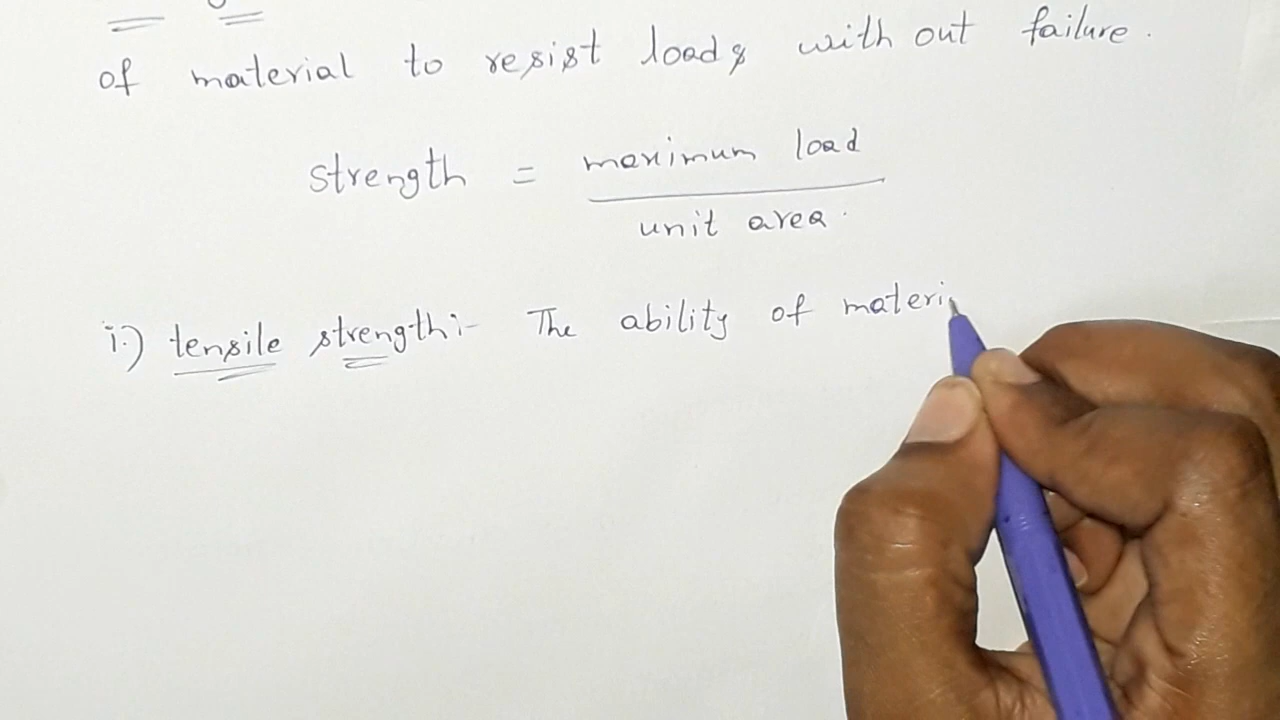 of material to resist loads with out failure.
strength = maximum load
unit area.
i.) tensile strength:- The ability of materi